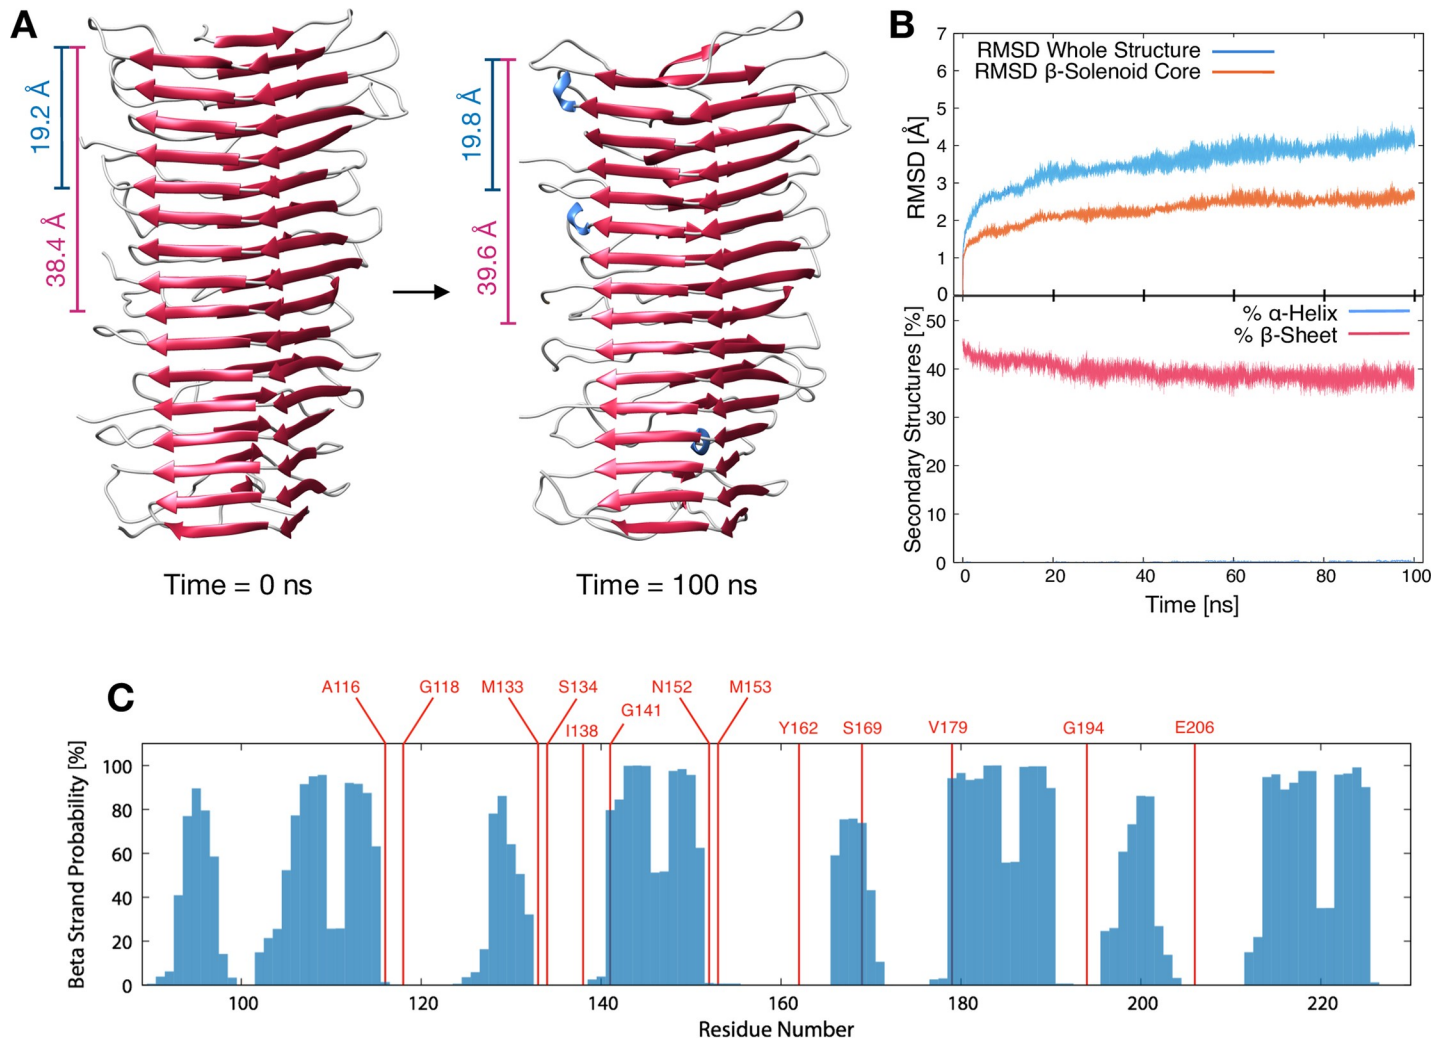 A
19.2 Å
38.4 Å
19.8 Å
39.6 Å
Time = 0 ns
Time = 100 ns
B
RMSD Whole Structure
RMSD β-Solenoid Core
RMSD [Å]
7
6
5
4
3
2
1
0
% α-Helix
% β-Sheet
Secondary Structures [%]
50
40
30
20
10
0
0 20 40 60 80 100
Time [ns]
C
A116 G118 M133 S134 N152 M153
I138 G141 Y162 S169 V179 G194 E206
Beta Strand Probability [%]
100
80
60
40
20
0
100 120 140 160 180 200 220
Residue Number